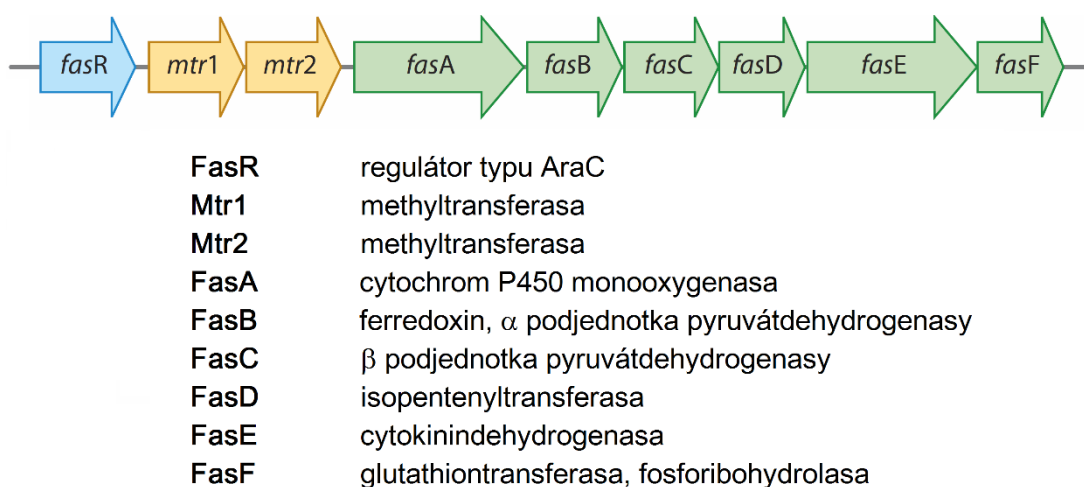 fasR mtr1 mtr2 fasA fasB fasC fasD fasE fasF
FasR regulátor typu AraC
Mtr1 methyltransferasa
Mtr2 methyltransferasa
FasA cytochrom P450 monooxygenasa
FasB ferredoxin, α podjednotka pyruvátdehydrogenasy
FasC β podjednotka pyruvátdehydrogenasy
FasD isopentenyltransferasa
FasE cytokinindehydrogenasa
FasF glutathiontransferasa, fosforibohydrolasa